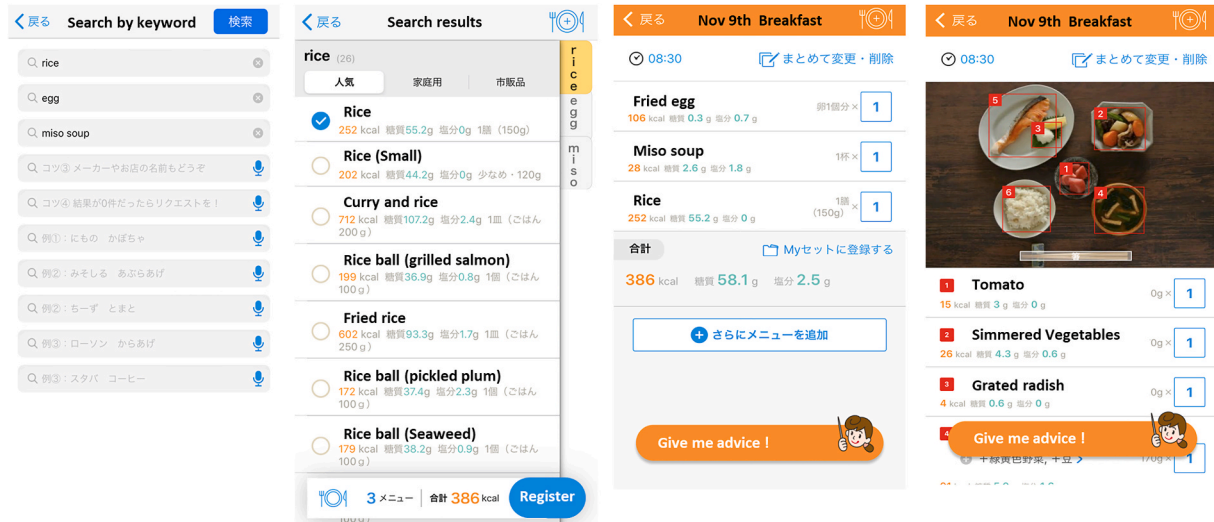 戻る Search by keyword 検索
rice
egg
miso soup
コツ③ メーカーやお店の名前もどうぞ
コツ④ 結果が0件だったらリクエストを！
例①：にもの かぼちゃ
例②：みそしる あぶらあげ
例②：ちーず とまと
例③：ローソン からあげ
例③：スタバ コーヒー
戻る Search results
rice (26)
人気 家庭用 市販品
rice
egg
miso
Rice
252 kcal 糖質55.2g 塩分0g 1膳（150g）
Rice (Small)
202 kcal 糖質44.2g 塩分0g 少なめ・120g
Curry and rice
712 kcal 糖質107.2g 塩分2.4g 1皿（ごはん
200ｇ）
Rice ball (grilled salmon)
199 kcal 糖質36.9g 塩分0.8g 1個（ごはん
100ｇ）
Fried rice
602 kcal 糖質93.3g 塩分1.7g 1皿（ごはん
250ｇ）
Rice ball (pickled plum)
172 kcal 糖質37.4g 塩分2.3g 1個（ごはん
100ｇ）
Rice ball (Seaweed)
179 kcal 糖質38.2g 塩分0.9g 1個（ごはん
100ｇ）
3 メニュー 合計 386 kcal Register
戻る Nov 9th Breakfast
08:30 まとめて変更・削除
Fried egg
106 kcal 糖質 0.3 g 塩分 0.7 g
卵1個分 × 1
Miso soup
28 kcal 糖質 2.6 g 塩分 1.8 g
1杯 × 1
Rice
252 kcal 糖質 55.2 g 塩分 0 g
1膳
(150g) × 1
合計 Myセットに登録する
386 kcal 糖質 58.1 g 塩分 2.5 g
さらにメニューを追加
Give me advice !
戻る Nov 9th Breakfast
08:30 まとめて変更・削除
5
2
3
1
6
4
1 Tomato
15 kcal 糖質 3 g 塩分 0 g
0g × 1
2 Simmered Vegetables
26 kcal 糖質 4.3 g 塩分 0.6 g
0g × 1
3 Grated radish
4 kcal 糖質 0.6 g 塩分 0 g
0g × 1
4
Give me advice !
＋緑黄色野菜, ＋豆
170g × 1